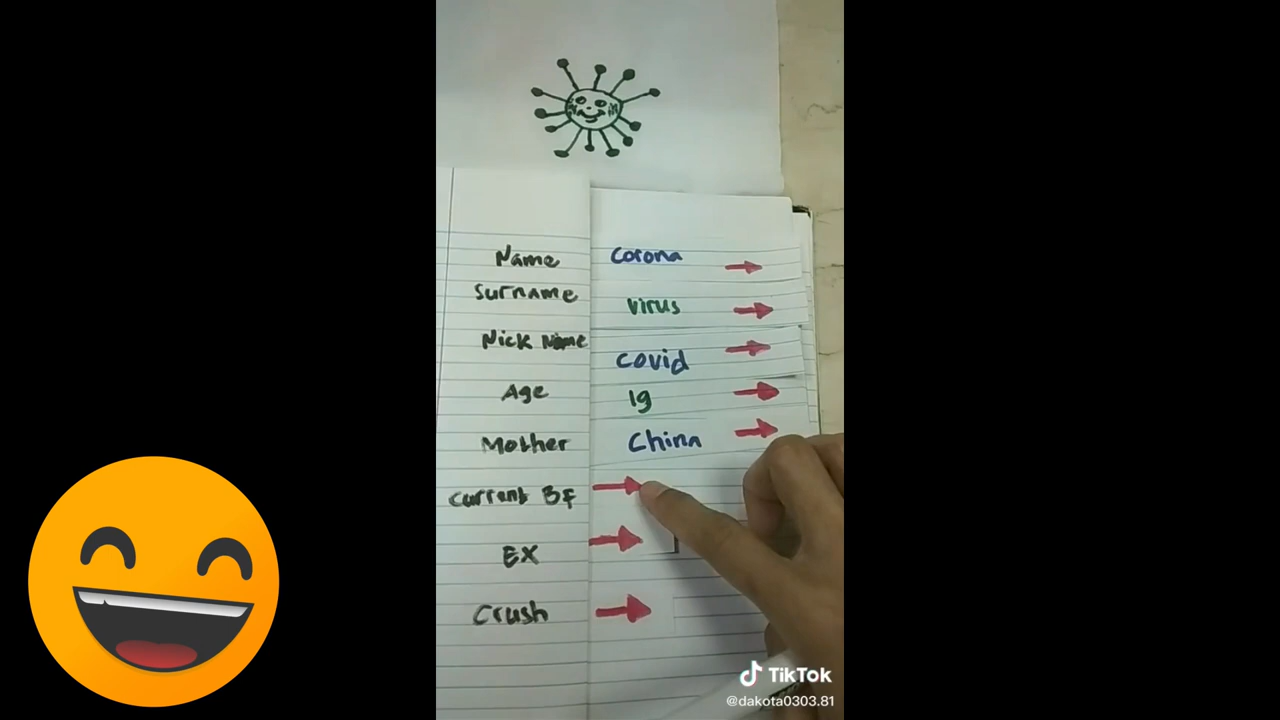 Name Corona
Surname Virus
Nick Name Covid
Age 19
Mother China
Current BF
EX
Crush
TikTok
@dakota0303.81